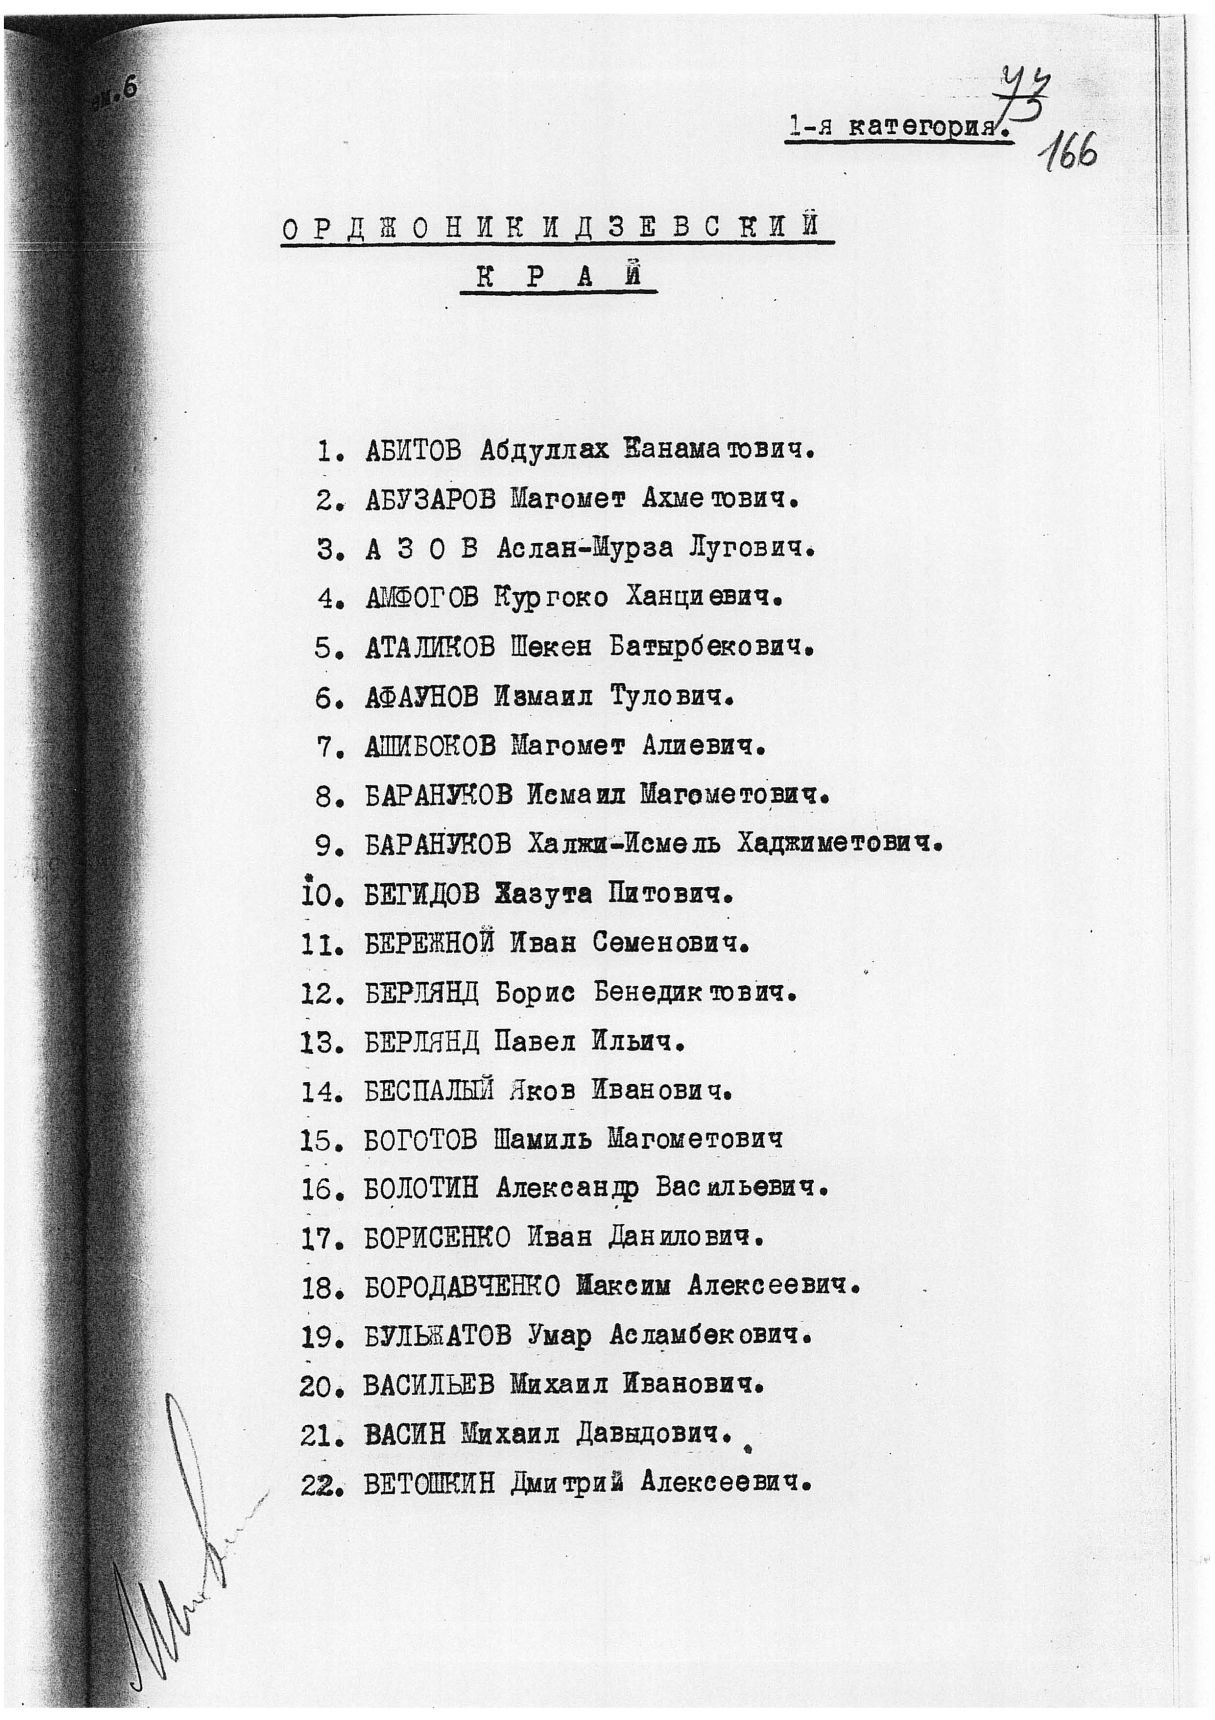 эм.6
1-я категория.
166
ОРДЖОНИКИДЗЕВСКИЙ
КРАЙ
1. АБИТОВ Абдуллах Канаматович.
2. АБУЗАРОВ Магомет Ахметович.
3. А З О В Аслан-Мурза Лугович.
4. АМФОГОВ Кургоко Ханциевич.
5. АТАЛИКОВ Шекен Батырбекович.
6. АФАУНОВ Измаил Тулович.
7. АШИБОКОВ Магомет Алиевич.
8. БАРАНУКОВ Исмаил Магометович.
9. БАРАНУКОВ Халжи-Исмель Хаджиметович.
10. БЕГИДОВ Хазута Питович.
11. БЕРЕЖНОЙ Иван Семенович.
12. БЕРЛЯНД Борис Бенедиктович.
13. БЕРЛЯНД Павел Ильич.
14. БЕСПАЛЫЙ Яков Иванович.
15. БОГОТОВ Шамиль Магометович
16. БОЛОТИН Александр Васильевич.
17. БОРИСЕНКО Иван Данилович.
18. БОРОДАВЧЕНКО Максим Алексеевич.
19. БУЛЬЖАТОВ Умар Асламбекович.
20. ВАСИЛЬЕВ Михаил Иванович.
21. ВАСИН Михаил Давыдович.
22. ВЕТОШКИН Дмитрий Алексеевич.